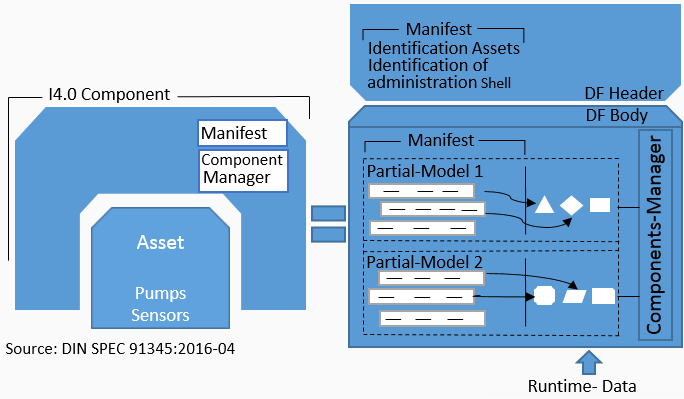 I4.0 Component
Manifest
Component
Manager
Asset
Pumps
Sensors
Source: DIN SPEC 91345:2016-04
Manifest
Identification Assets
Identification of
administration Shell
DF Header
DF Body
Manifest
Partial-Model 1
Partial-Model 2
Components-Manager
Runtime- Data